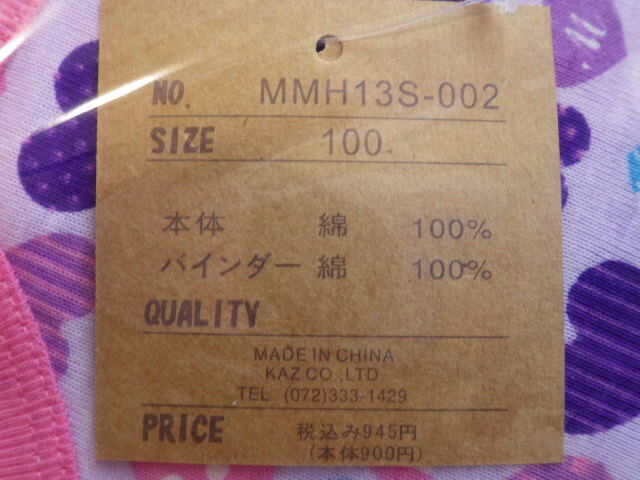 NO. MMH13S-002
SIZE 100.
本体 綿 100%
バインダー 綿 100%
QUALITY
MADE IN CHINA
KAZ CO.,LTD
TEL (072)333-1429
PRICE 税込み945円
(本体900円)